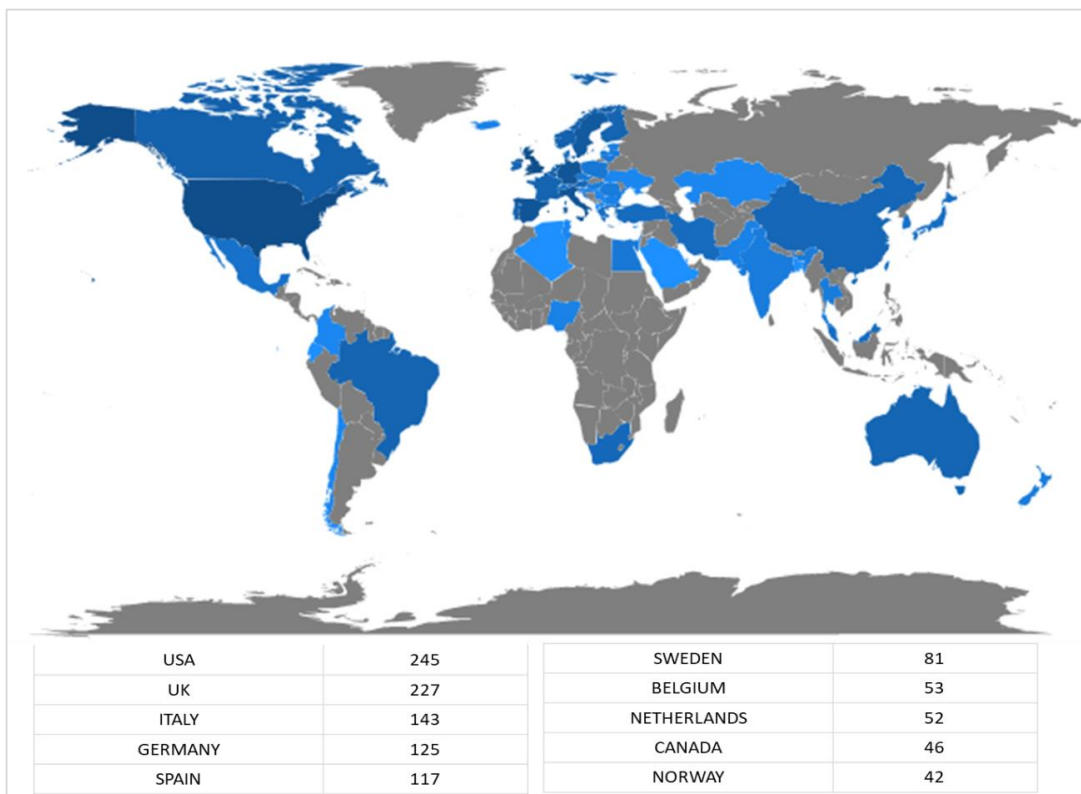 USA 245
UK 227
ITALY 143
GERMANY 125
SPAIN 117
SWEDEN 81
BELGIUM 53
NETHERLANDS 52
CANADA 46
NORWAY 42